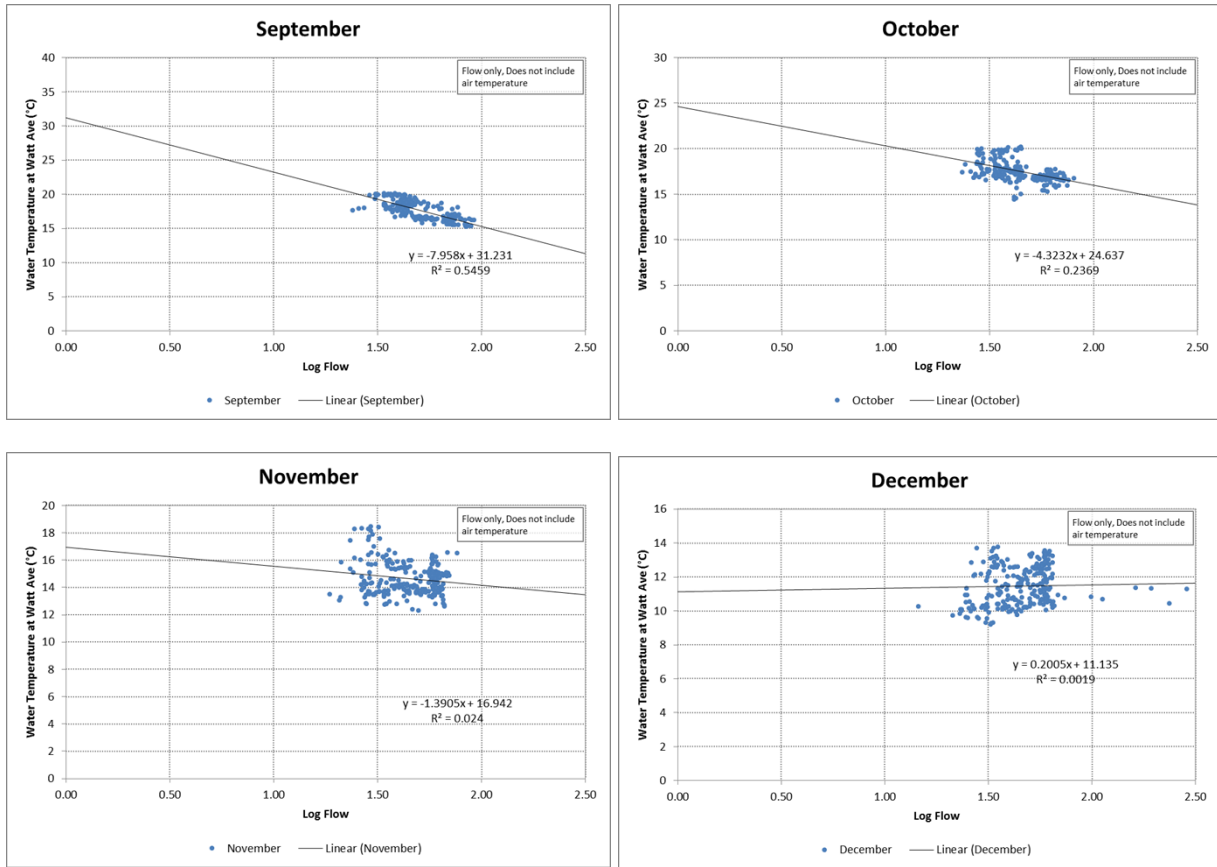 September
Flow only, Does not include
air temperature
Water Temperature at Watt Ave (°C)
40
35
30
25
20
15
10
5
0
y = -7.958x + 31.231
R² = 0.5459
0.00 0.50 1.00 1.50 2.00 2.50
Log Flow
September Linear (September)
October
Flow only, Does not include
air temperature
Water Temperature at Watt Ave (°C)
30
25
20
15
10
5
0
y = -4.3232x + 24.637
R² = 0.2369
0.00 0.50 1.00 1.50 2.00 2.50
Log Flow
October Linear (October)
November
Flow only, Does not include
air temperature
Water Temperature at Watt Ave (°C)
20
18
16
14
12
10
8
6
4
2
0
y = -1.3905x + 16.942
R² = 0.024
0.00 0.50 1.00 1.50 2.00 2.50
Log Flow
November Linear (November)
December
Flow only, Does not include
air temperature
Water Temperature at Watt Ave (°C)
16
14
12
10
8
6
4
2
0
y = 0.2005x + 11.135
R² = 0.0019
0.00 0.50 1.00 1.50 2.00 2.50
Log Flow
December Linear (December)